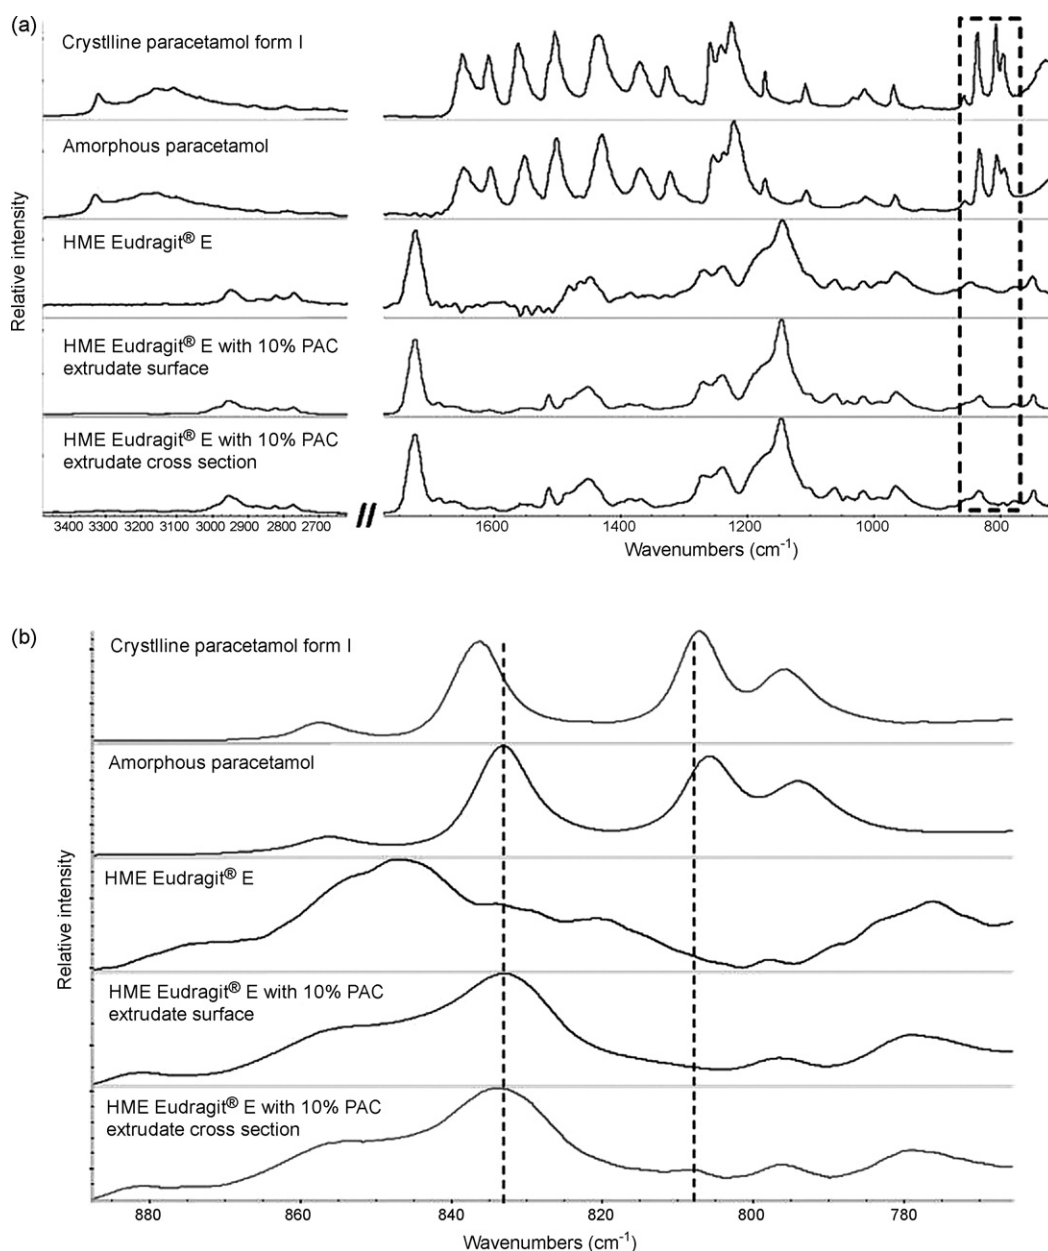 (a)
Crystlline paracetamol form I
Amorphous paracetamol
HME Eudragit® E
HME Eudragit® E with 10% PAC
extrudate surface
HME Eudragit® E with 10% PAC
extrudate cross section
Relative intensity
3400 3300 3200 3100 3000 2900 2800 2700 // 1600 1400 1200 1000 800
Wavenumbers (cm-1)
(b)
Crystlline paracetamol form I
Amorphous paracetamol
HME Eudragit® E
HME Eudragit® E with 10% PAC
extrudate surface
HME Eudragit® E with 10% PAC
extrudate cross section
Relative intensity
880 860 840 820 800 780
Wavenumbers (cm-1)